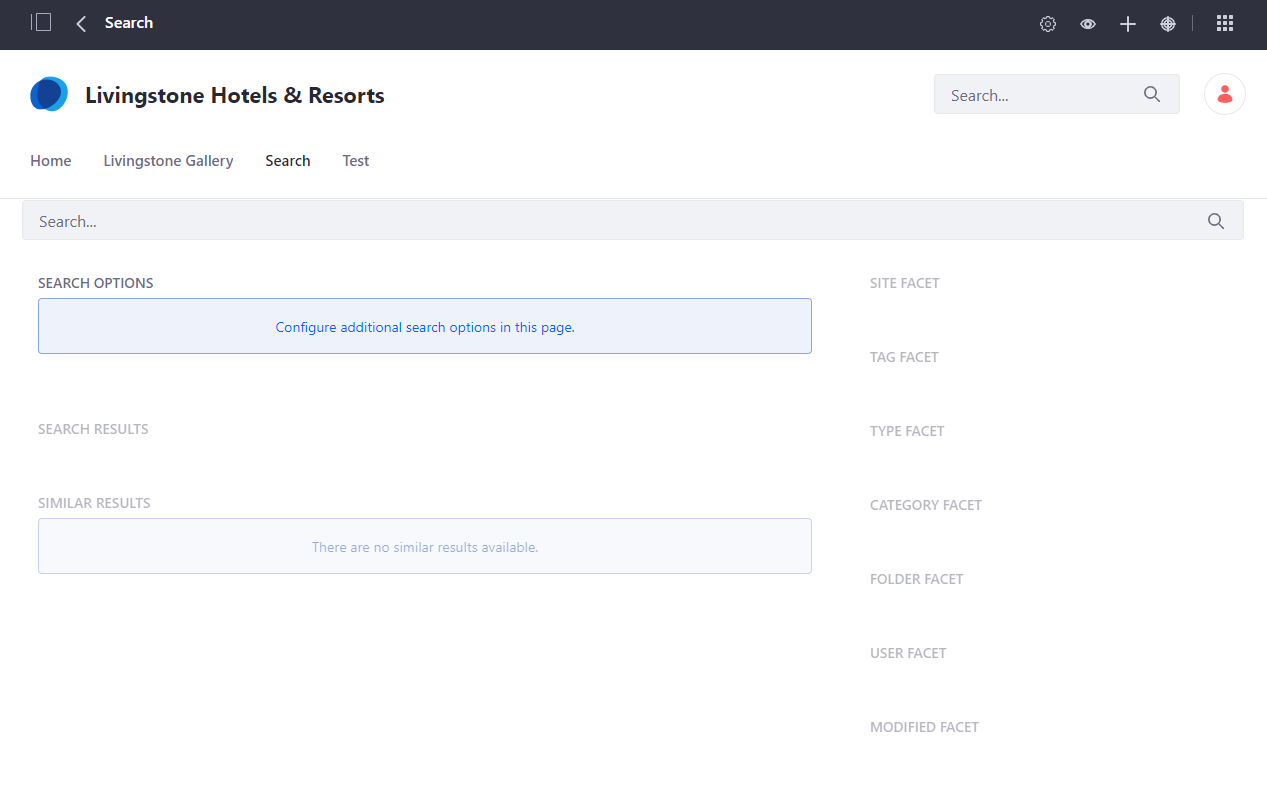 Search
Livingstone Hotels & Resorts
Search...
Home Livingstone Gallery Search Test
Search...
SEARCH OPTIONS
Configure additional search options in this page.
SEARCH RESULTS
SIMILAR RESULTS
There are no similar results available.
SITE FACET
TAG FACET
TYPE FACET
CATEGORY FACET
FOLDER FACET
USER FACET
MODIFIED FACET